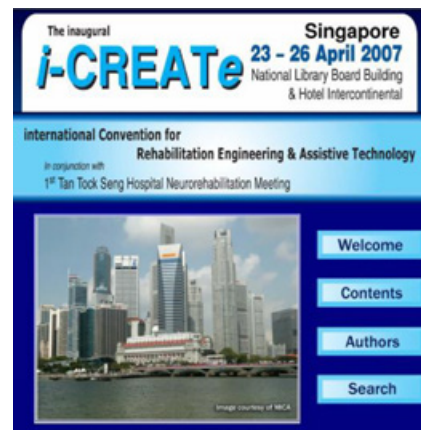 The inaugural
i-CREATe
Singapore
23 – 26 April 2007
National Library Board Building
& Hotel Intercontinental
international Convention for
Rehabilitation Engineering & Assistive Technology
In conjunction with
1st Tan Tock Seng Hospital Neurorehabilitation Meeting
Welcome
Contents
Authors
Search
Image courtesy of MICA